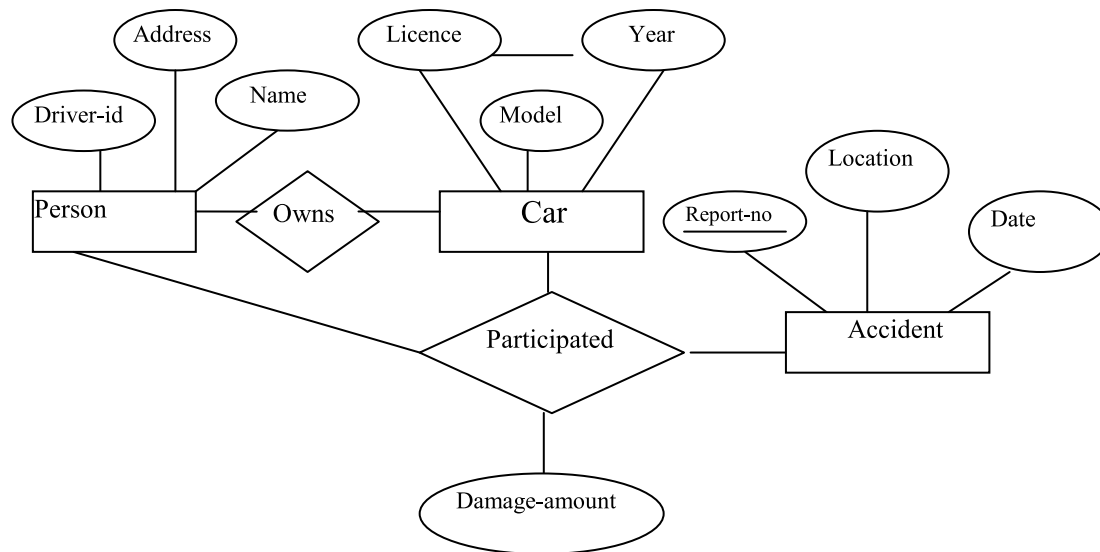 Address
Licence
Year
Name
Driver-id
Model
Location
Person
Owns
Car
Report-no
Date
Participated
Accident
Damage-amount